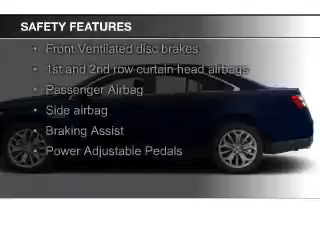 SAFETY FEATURES
• Front Ventilated disc brakes
• 1st and 2nd row curtain head airbags
• Passenger Airbag
• Side airbag
• Braking Assist
• Power Adjustable Pedals